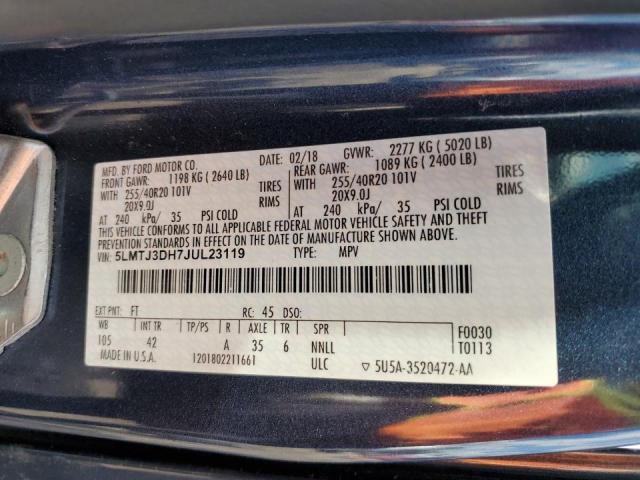 MFD. BY FORD MOTOR CO.
DATE: 02/18 GVWR: 2277 KG ( 5020 LB)
FRONT GAWR: 1198 KG ( 2640 LB)
REAR GAWR: 1089 KG ( 2400 LB)
WITH 255/40R20 101V TIRES
WITH 255/40R20 101V TIRES
20X9.0J RIMS
20X9.0J RIMS
AT 240 kPa/ 35 PSI COLD
AT 240 kPa/ 35 PSI COLD
THIS VEHICLE CONFORMS TO ALL APPLICABLE FEDERAL MOTOR VEHICLE SAFETY AND THEFT
PREVENTION STANDARDS IN EFFECT ON THE DATE OF MANUFACTURE SHOWN ABOVE.
VIN: 5LMTJ3DH7JUL23119 TYPE: MPV
EXT PNT: FT RC: 45 DSO:
WB INT TR TP/PS R AXLE TR SPR
105 42 A 35 6 NNLL
F0030
T0113
MADE IN U.S.A. 1201802211661 ULC
5U5A-3520472-AA